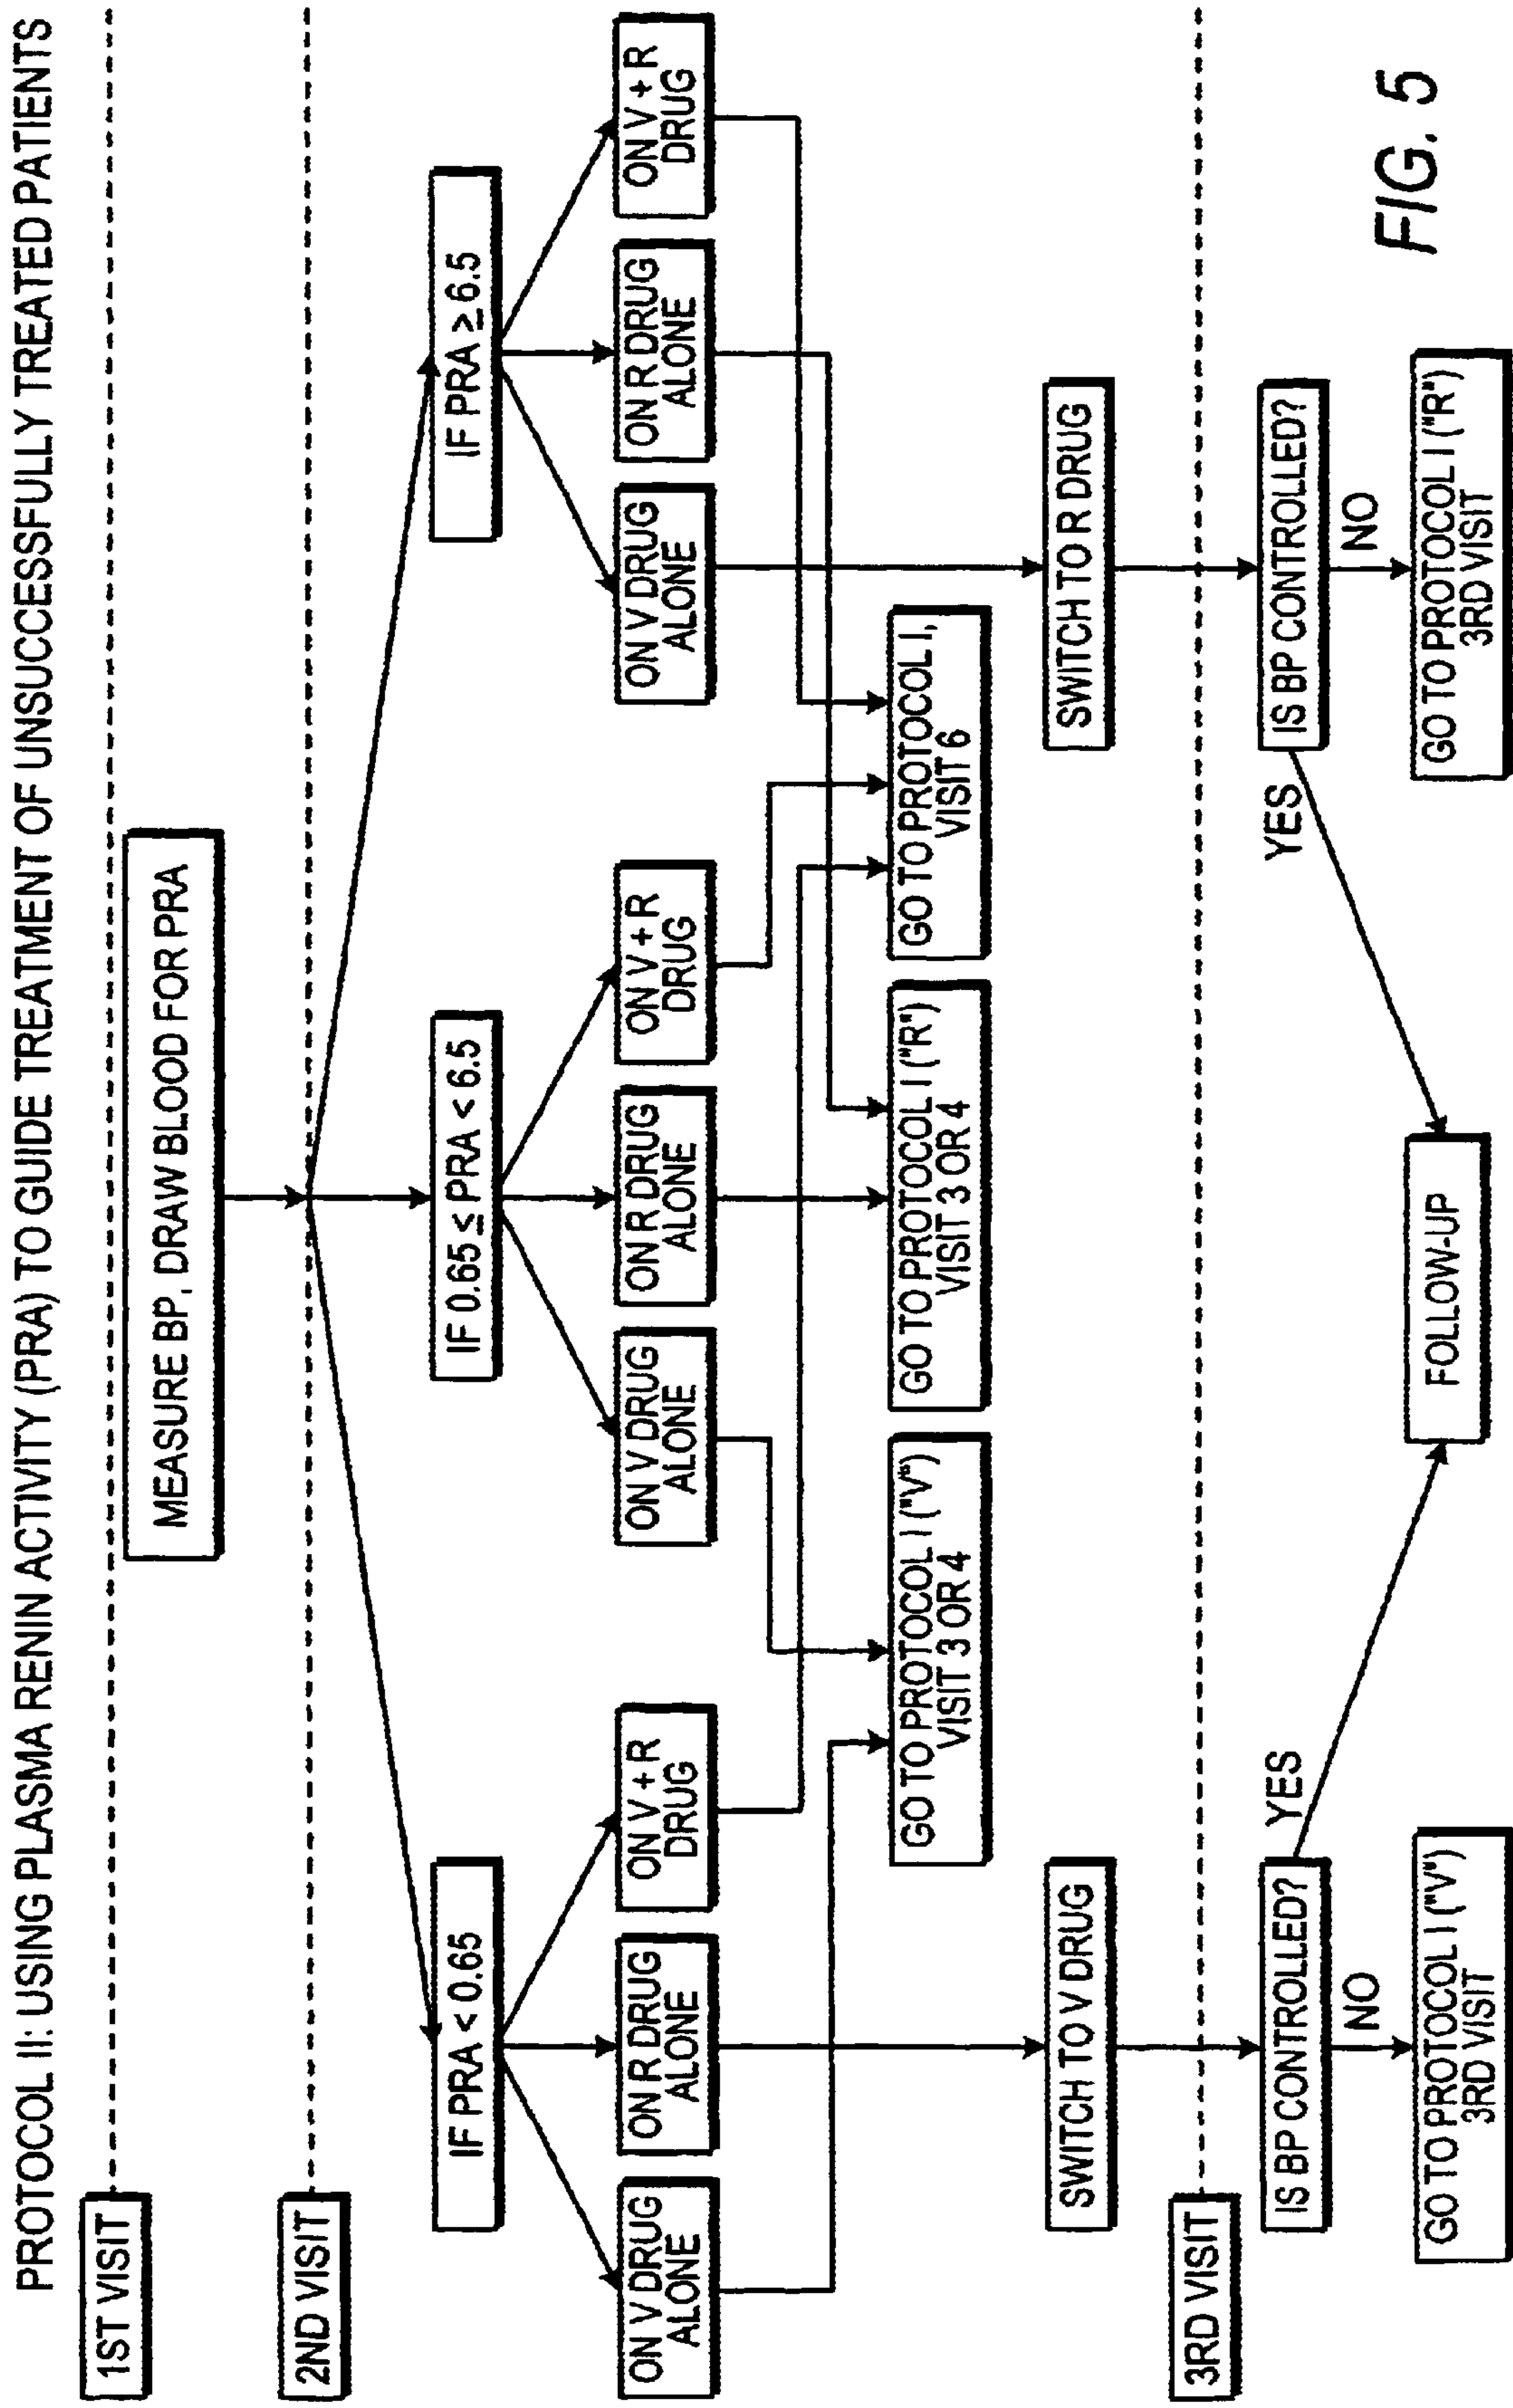 PROTOCOL II: USING PLASMA RENIN ACTIVITY (PRA) TO GUIDE TREATMENT OF UNSUCCESSFULLY TREATED PATIENTS
1ST VISIT
MEASURE BP, DRAW BLOOD FOR PRA
2ND VISIT
IF PRA < 0.65
IF 0.65 ≤ PRA < 6.5
IF PRA ≥ 6.5
ON V DRUG
ALONE
ON R DRUG
ALONE
ON V + R
DRUG
ON V DRUG
ALONE
ON R DRUG
ALONE
ON V + R
DRUG
ON V DRUG
ALONE
ON R DRUG
ALONE
ON V + R
DRUG
GO TO PROTOCOL I ("V")
VISIT 3 OR 4
GO TO PROTOCOL I ("R")
VISIT 3 OR 4
GO TO PROTOCOL I,
VISIT 6
SWITCH TO V DRUG
SWITCH TO R DRUG
3RD VISIT
IS BP CONTROLLED?
YES
NO
GO TO PROTOCOL I ("V")
3RD VISIT
FOLLOW-UP
IS BP CONTROLLED?
YES
NO
GO TO PROTOCOL I ("R")
3RD VISIT
FIG. 5